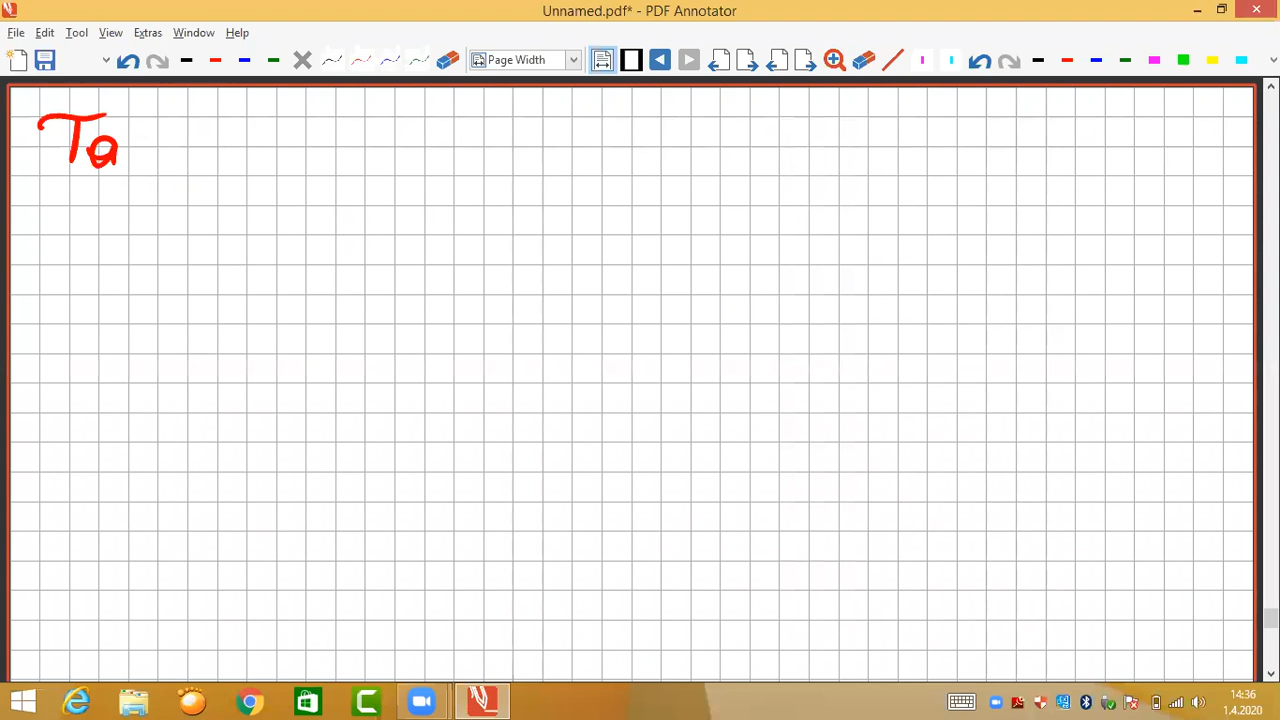 Unnamed.pdf* - PDF Annotator
File Edit Tool View Extras Window Help
Page Width
Ta
14:36
1.4.2020